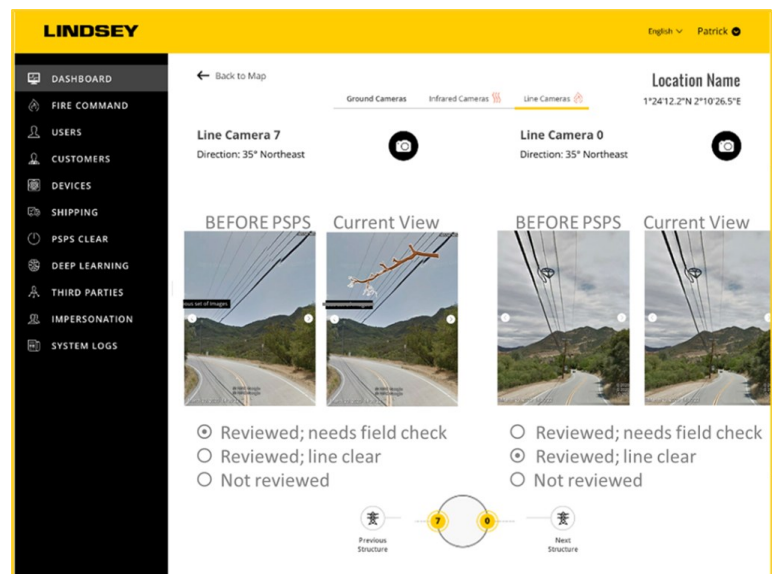 LINDSEY
English
Patrick
DASHBOARD
FIRE COMMAND
USERS
CUSTOMERS
DEVICES
SHIPPING
PSPS CLEAR
DEEP LEARNING
THIRD PARTIES
IMPERSONATION
SYSTEM LOGS
Back to Map
Ground Cameras
Infrared Cameras
Line Cameras
Location Name
1°24'12.2"N 2°10'26.5"E
Line Camera 7
Direction: 35° Northeast
Line Camera 0
Direction: 35° Northeast
BEFORE PSPS
Current View
BEFORE PSPS
Current View
ous set of Images
Reviewed; needs field check
Reviewed; line clear
Not reviewed
Reviewed; needs field check
Reviewed; line clear
Not reviewed
7
0
Previous
Structure
Next
Structure